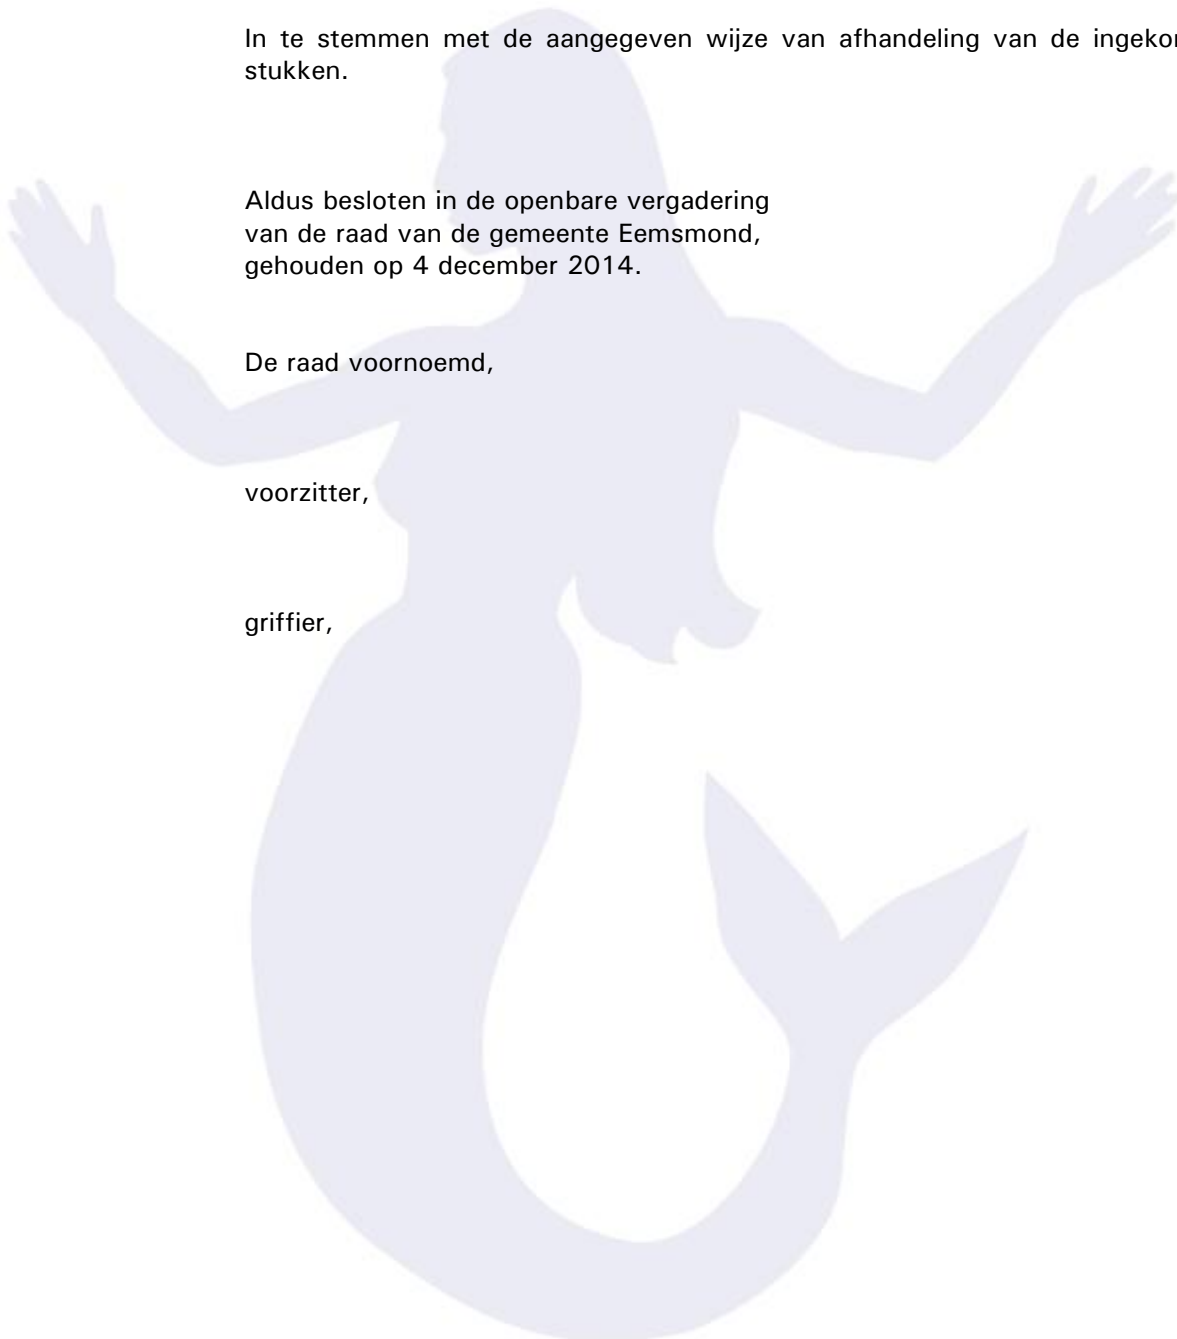 In te stemmen met de aangegeven wijze van afhandeling van de
stukken.
Aldus besloten in de openbare vergadering
van de raad van de gemeente Eemsmond,
gehouden op 4 december 2014.
De raad voornoemd,
voorzitter,
griffier,